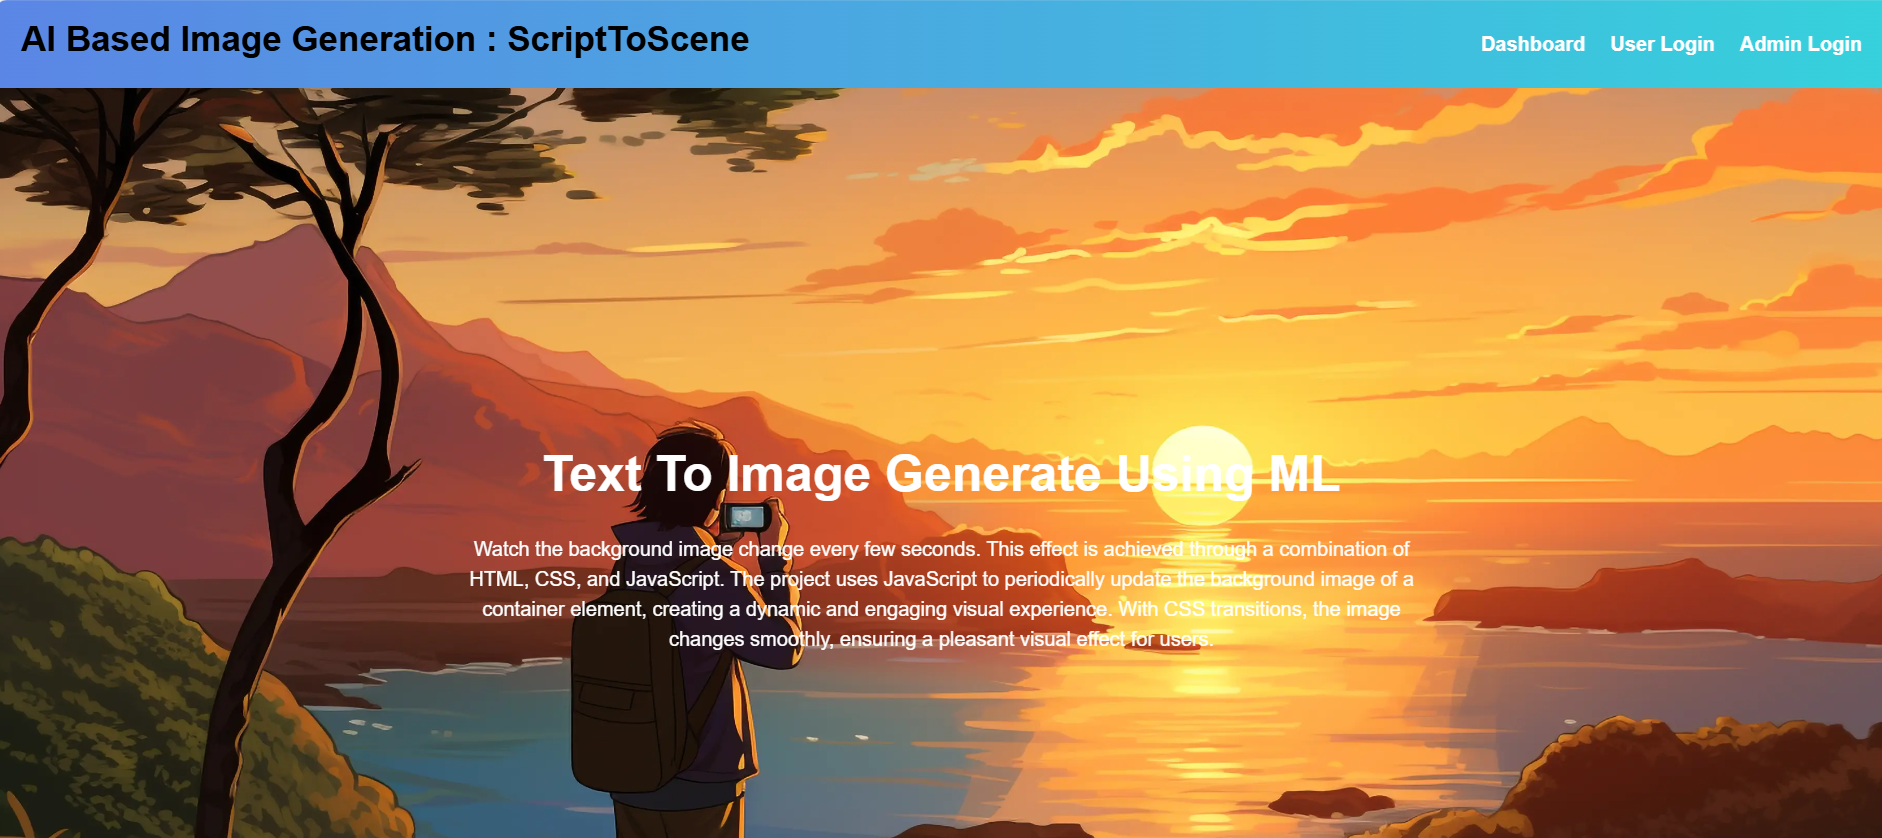 AI Based Image Generation : ScriptToScene
Dashboard User Login Admin Login
Text To Image Generate Using ML
Watch the background image change every few seconds. This effect is achieved through a combination of
HTML, CSS, and JavaScript. The project uses JavaScript to periodically update the background image of a
container element, creating a dynamic and engaging visual experience. With CSS transitions, the image
changes smoothly, ensuring a pleasant visual effect for users.